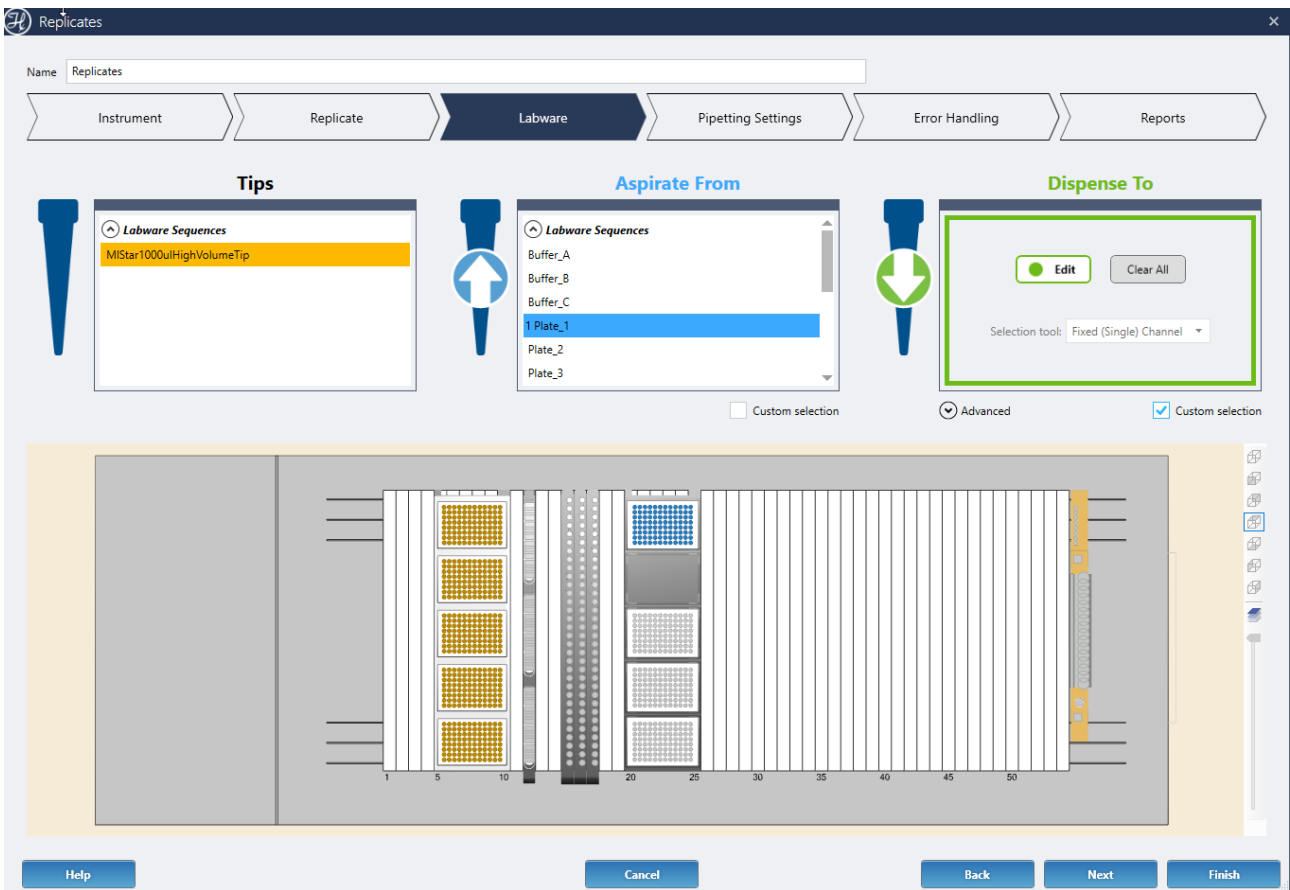 Replicates
Name Replicates
Instrument Replicate Labware Pipetting Settings Error Handling Reports
Tips Aspirate From Dispense To
Labware Sequences
MlStar1000ulHighVolumeTip
Labware Sequences
Buffer_A
Buffer_B
Buffer_C
1 Plate_1
Plate_2
Plate_3
Custom selection
Edit Clear All
Selection tool: Fixed (Single) Channel
Advanced Custom selection
1 5 10 20 25 30 35 40 45 50
Help Cancel Back Next Finish